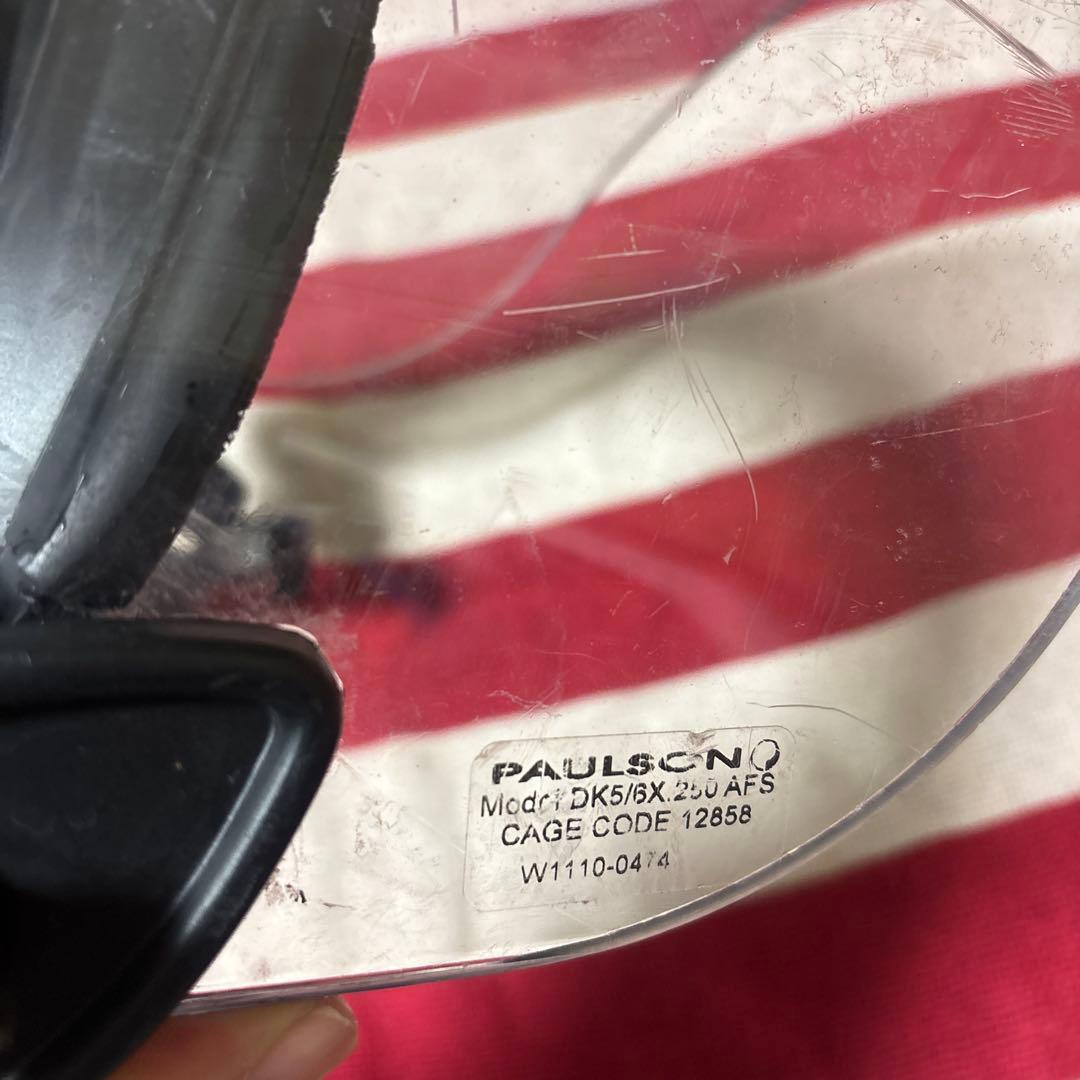 PAULSON
Model DK5/6X.250 AFS
CAGE CODE 12858
W1110-0474